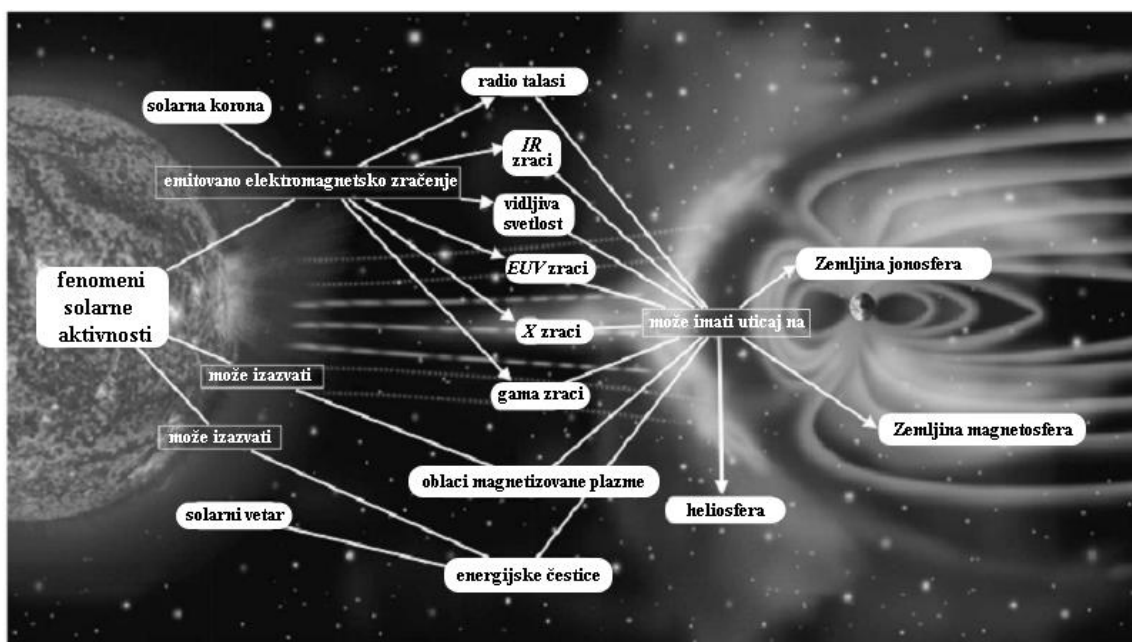 radio talasi
solarna korona
IR
zraci
emitovano elektromagnetsko zračenje
vidljiva
svetlost
EUV zraci
Zemljina jonosfera
fenomeni
solarne
aktivnosti
X zraci
može imati uticaj na
može izazvati
gama zraci
može izazvati
Zemljina magnetosfera
oblaci magnetizovane plazme
solarni vetar
heliosfera
energijske čestice